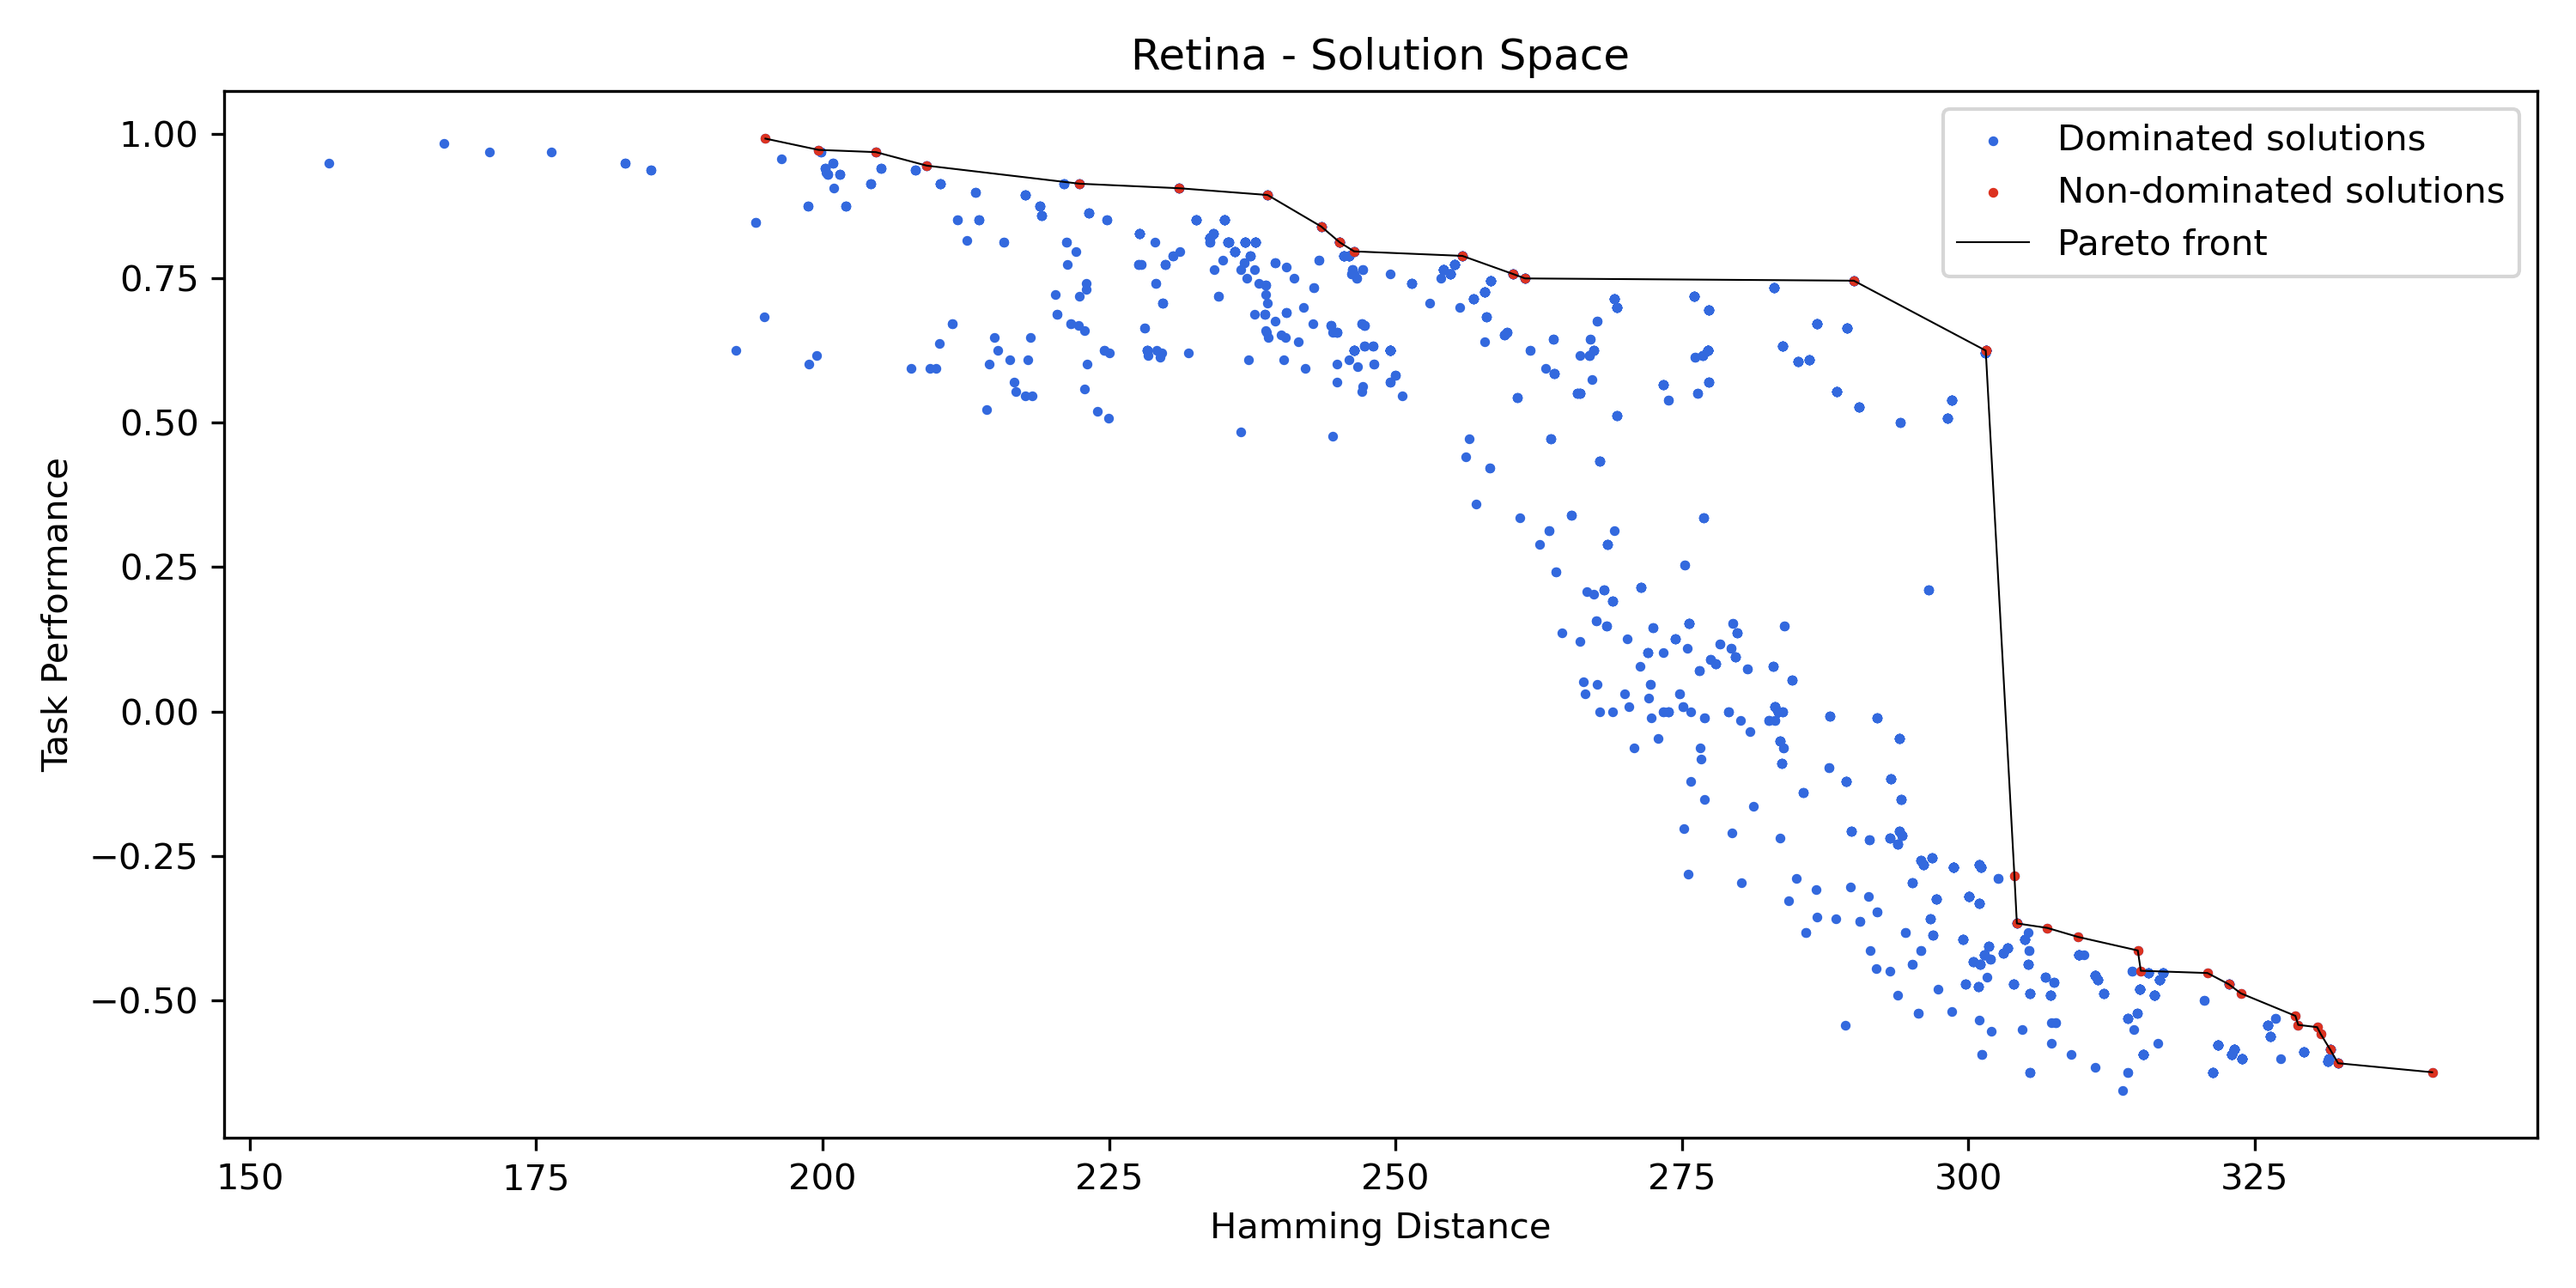 Retina - Solution Space
Dominated solutions
Non-dominated solutions
Pareto front
Task Performance
1.00
0.75
0.50
0.25
0.00
−0.25
−0.50
150 175 200 225 250 275 300 325
Hamming Distance